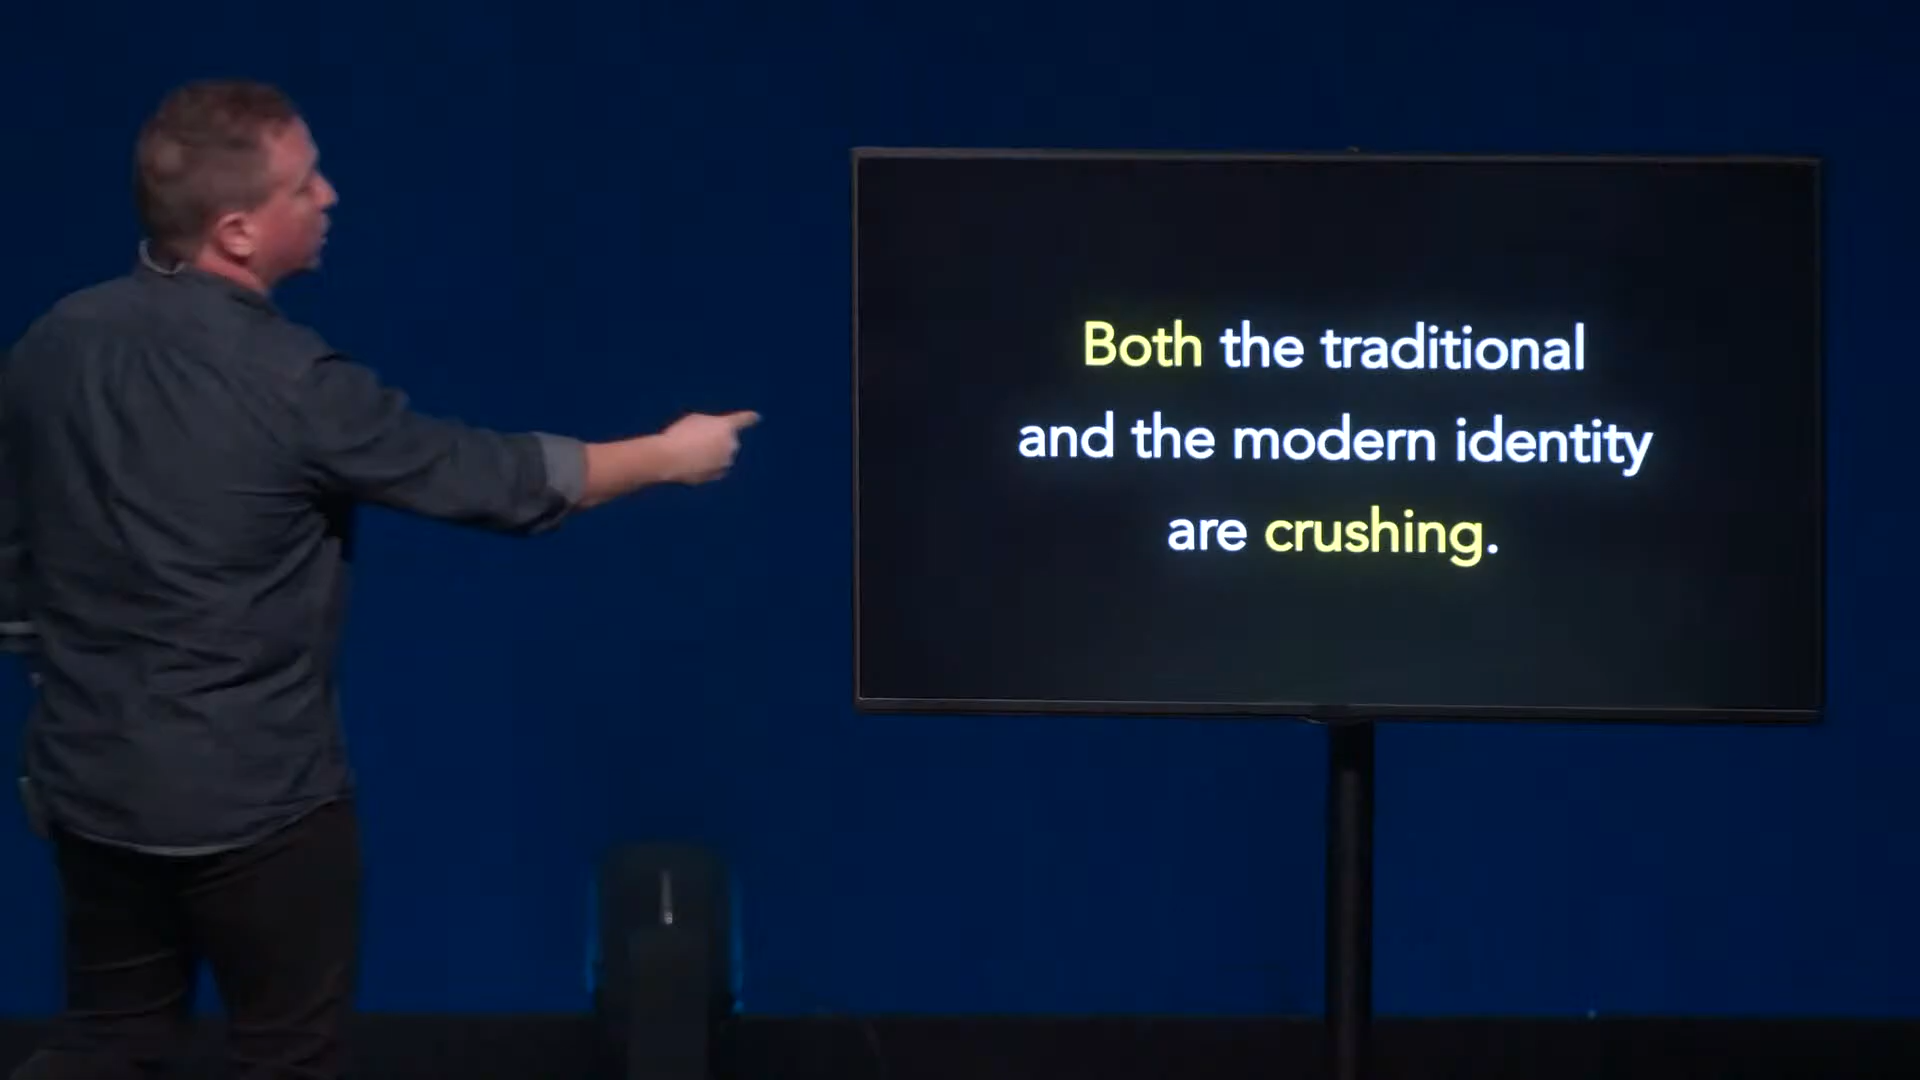 Both the traditional
and the modern identity
are crushing.